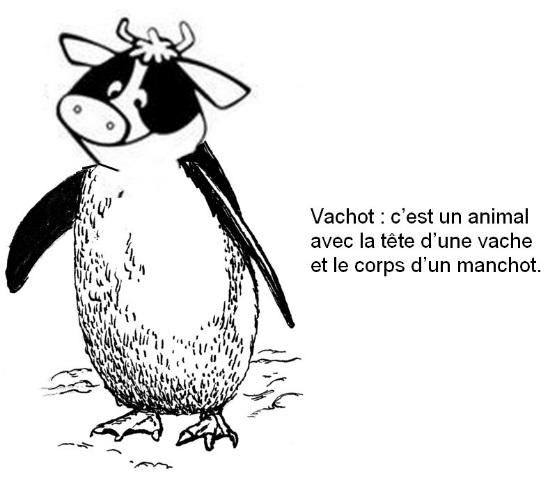 Vachot : c’est un animal
avec la tête d’une vache
et le corps d’un manchot.